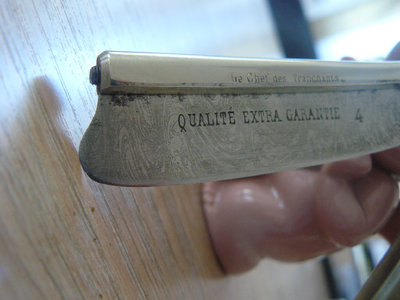 Le Chef des Tranchants
QUALITÉ EXTRA GARANTIE 4